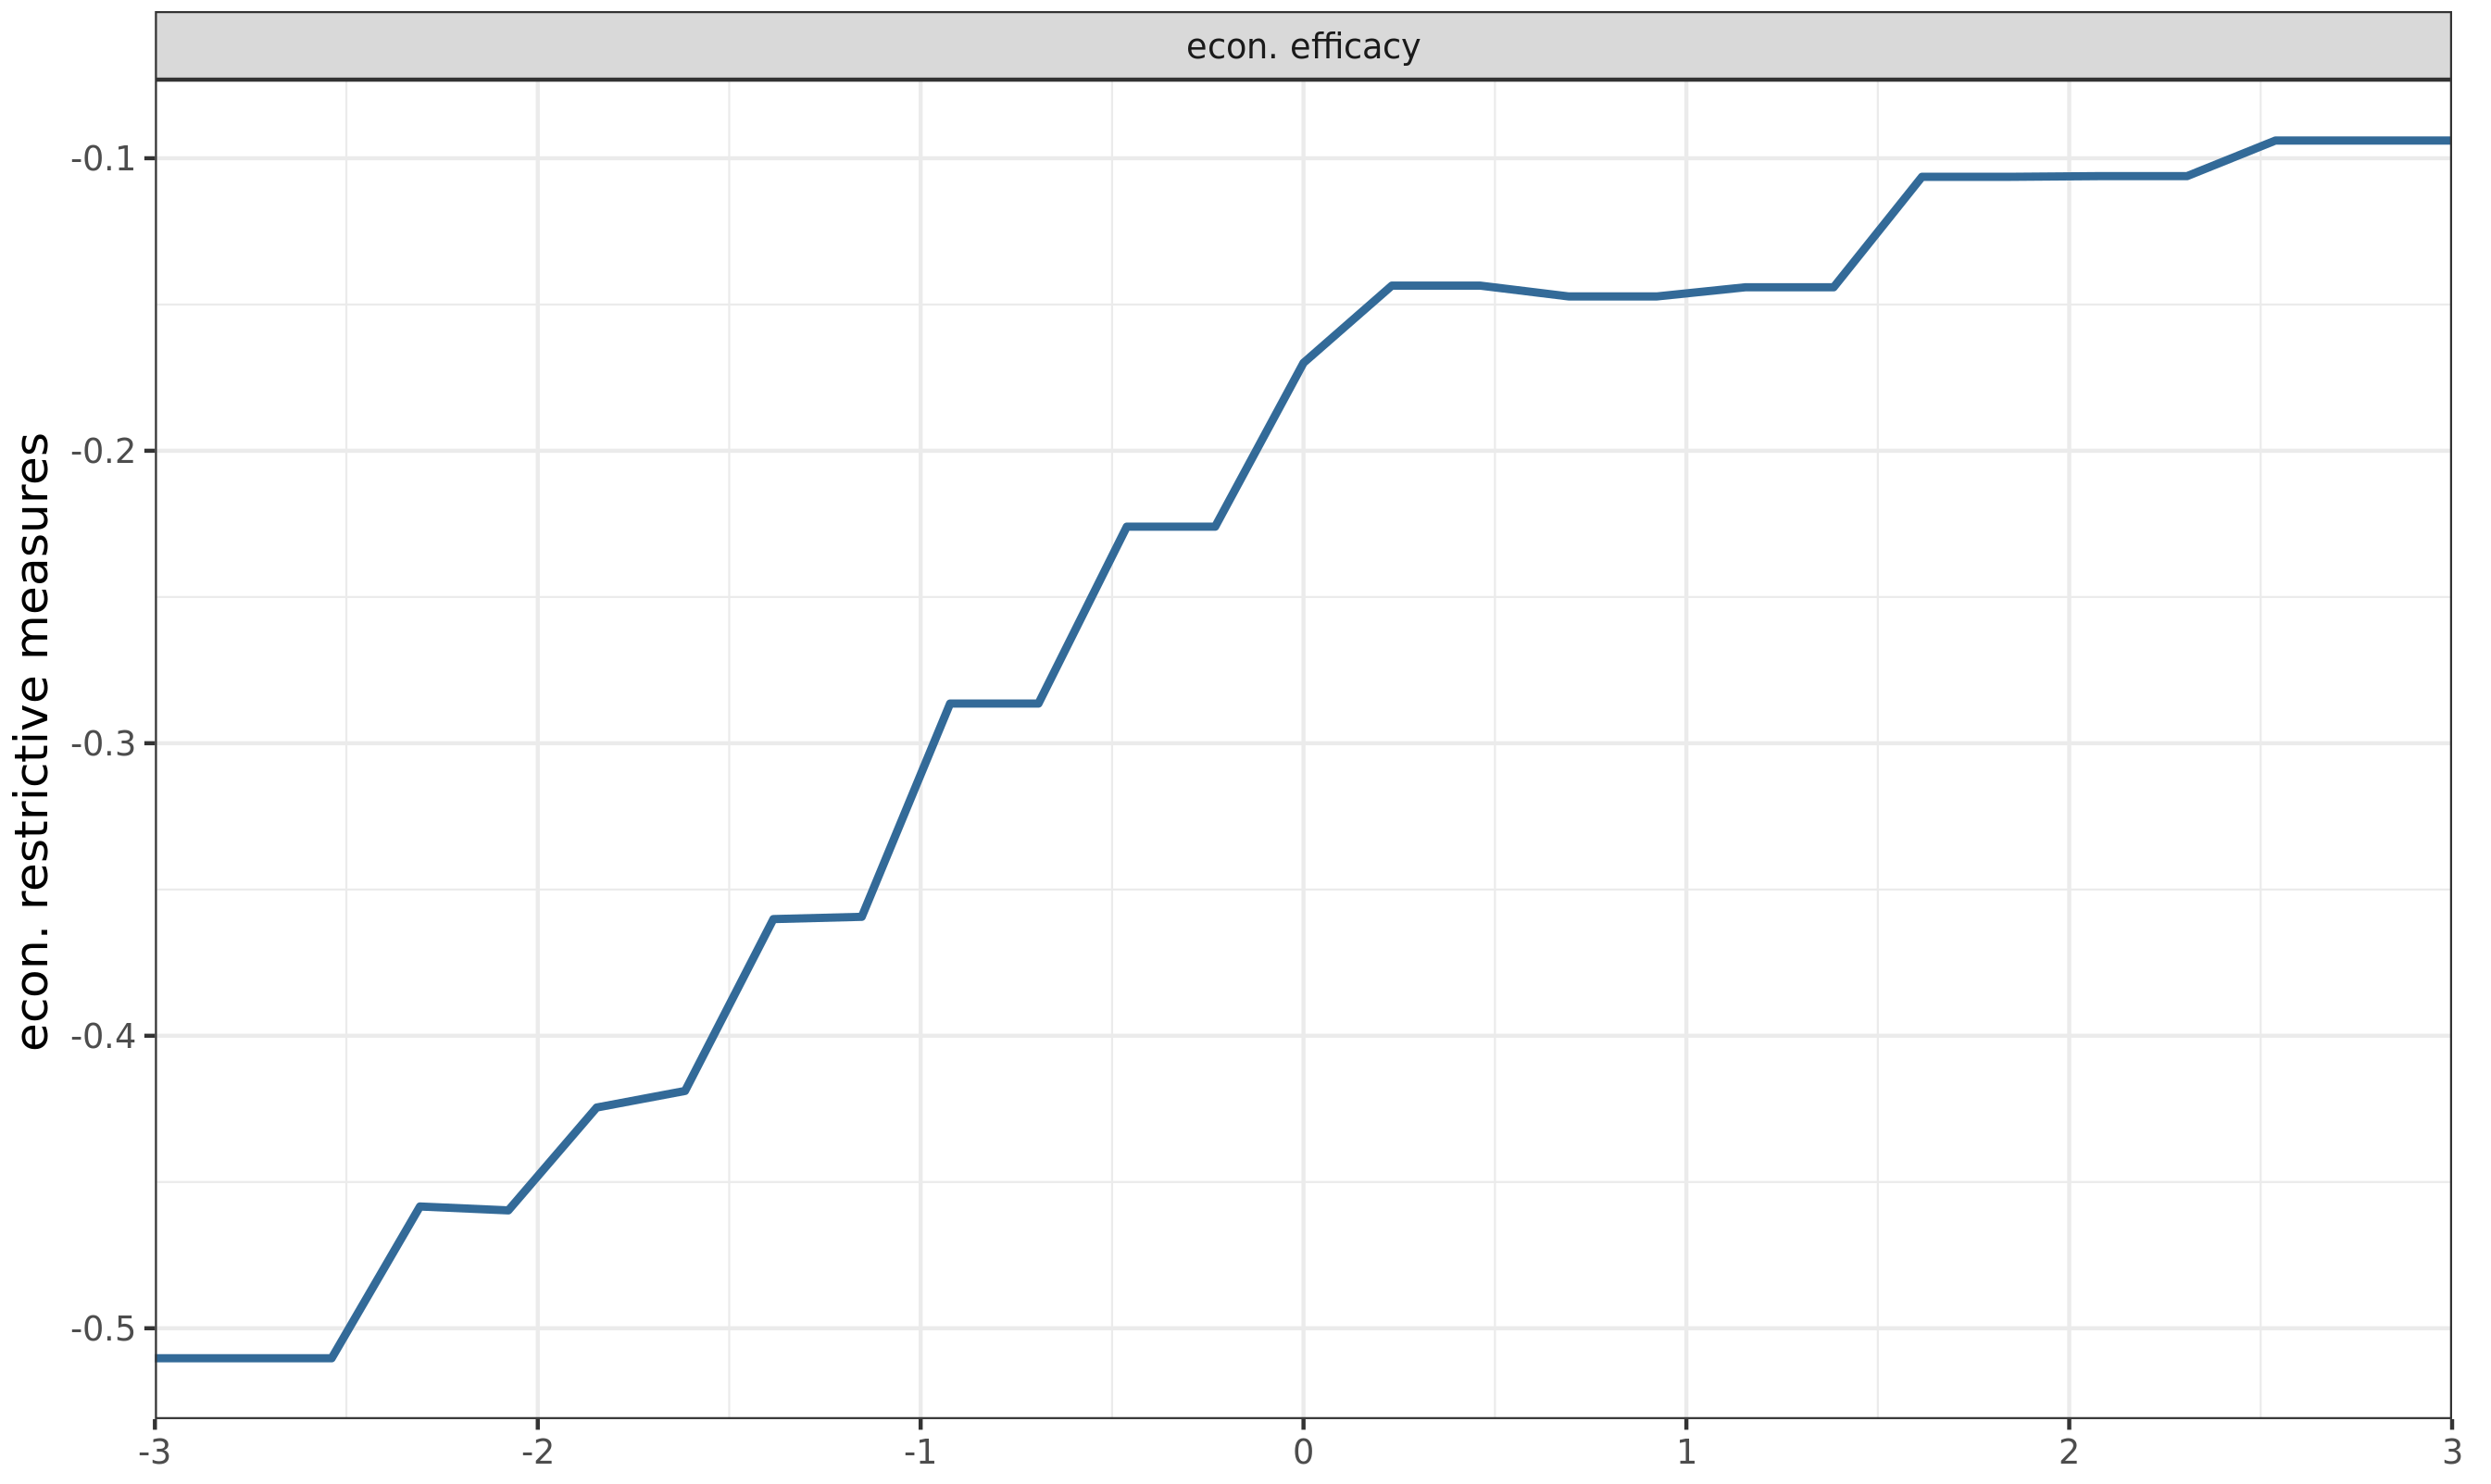 econ. efficacy
econ. restrictive measures
-0.1
-0.2
-0.3
-0.4
-0.5
-3 -2 -1 0 1 2 3